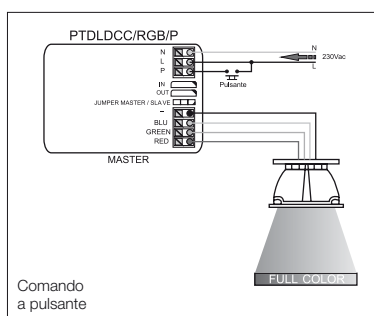 PTDLDCC/RGB/P
N
L
P
IN
OUT
JUMPER MASTER / SLAVE
–
BLU
GREEN
RED
MASTER
N
230Vac
L
Pulsante
FULL COLOR
Comando
a pulsante